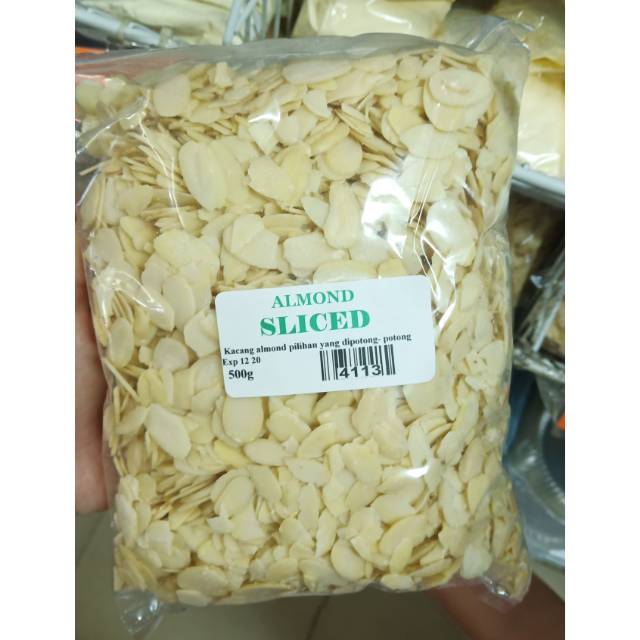 ALMOND
SLICED
Kacang almond pilihan yang dipotong- potong
Exp 12 20
500g
4113